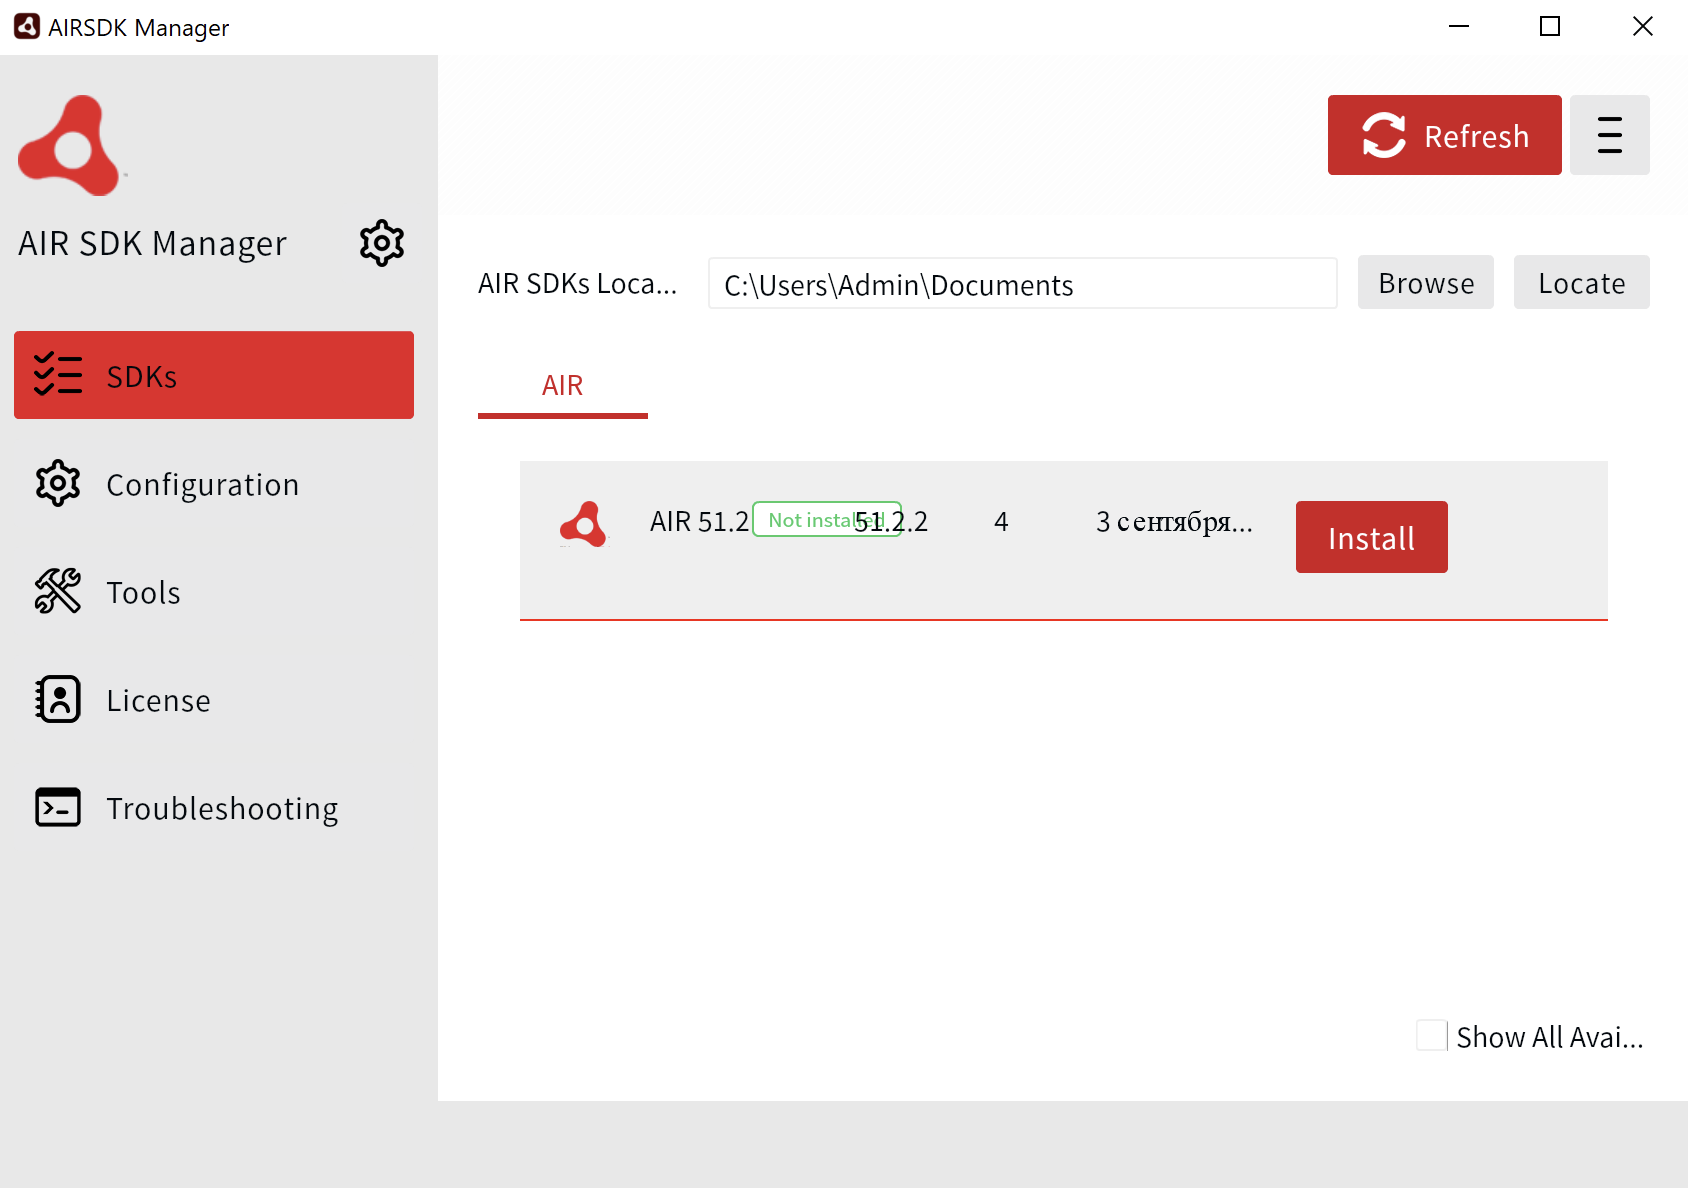 AIRSDK Manager
Refresh
AIR SDK Manager
AIR SDKs Loca...
C:\Users\Admin\Documents
Browse
Locate
SDKs
AIR
Configuration
AIR 51.2
Not installed
51.2.2
4
3 сентября...
Install
Tools
License
Troubleshooting
Show All Avai...